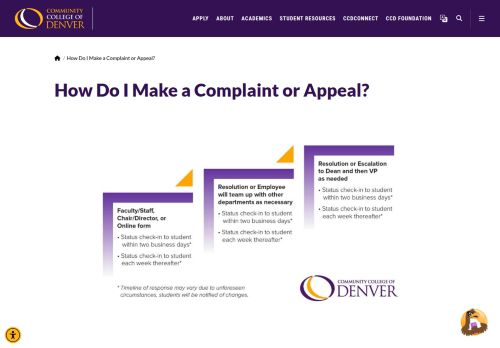 COMMUNITY
COLLEGE OF
DENVER
APPLY ABOUT ACADEMICS STUDENT RESOURCES CCDCONNECT CCD FOUNDATION
/ How Do I Make a Complaint or Appeal?
How Do I Make a Complaint or Appeal?
Faculty/Staff,
Chair/Director, or
Online form
• Status check-in to student
within two business days*
• Status check-in to student
each week thereafter*
Resolution or Employee
will team up with other
departments as necessary
• Status check-in to student
within two business days*
• Status check-in to student
each week thereafter*
Resolution or Escalation
to Dean and then VP
as needed
• Status check-in to student
within two business days*
• Status check-in to student
each week thereafter*
* Timeline of response may vary due to unforeseen
circumstances, students will be notified of changes.
COMMUNITY COLLEGE OF
DENVER